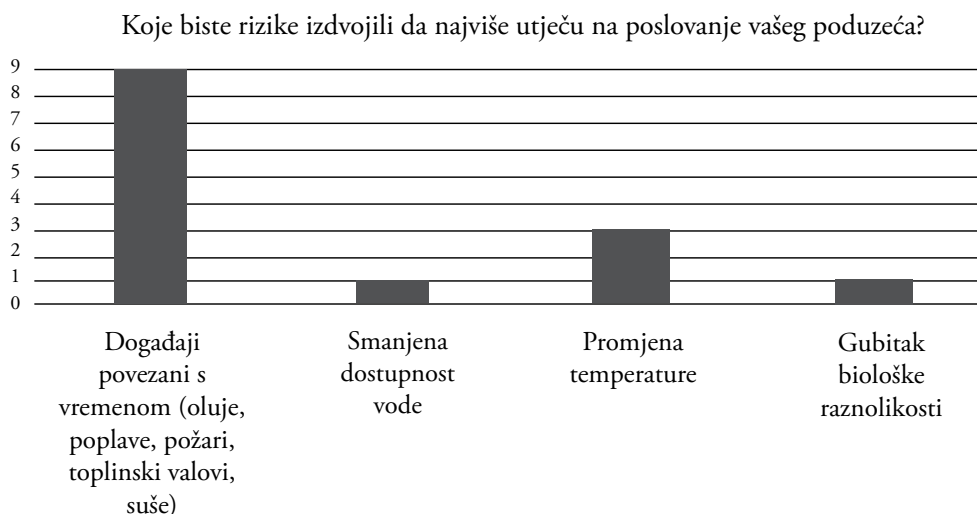 Koje biste rizike izdvojili da najviše utječu na poslovanje vašeg poduzeća?
9
8
7
6
5
4
3
2
1
0
Događaji
povezani s
vremenom (oluje,
poplave, požari,
toplinski valovi,
suše)
Smanjena
dostupnost
vode
Promjena
temperature
Gubitak
biološke
raznolikosti